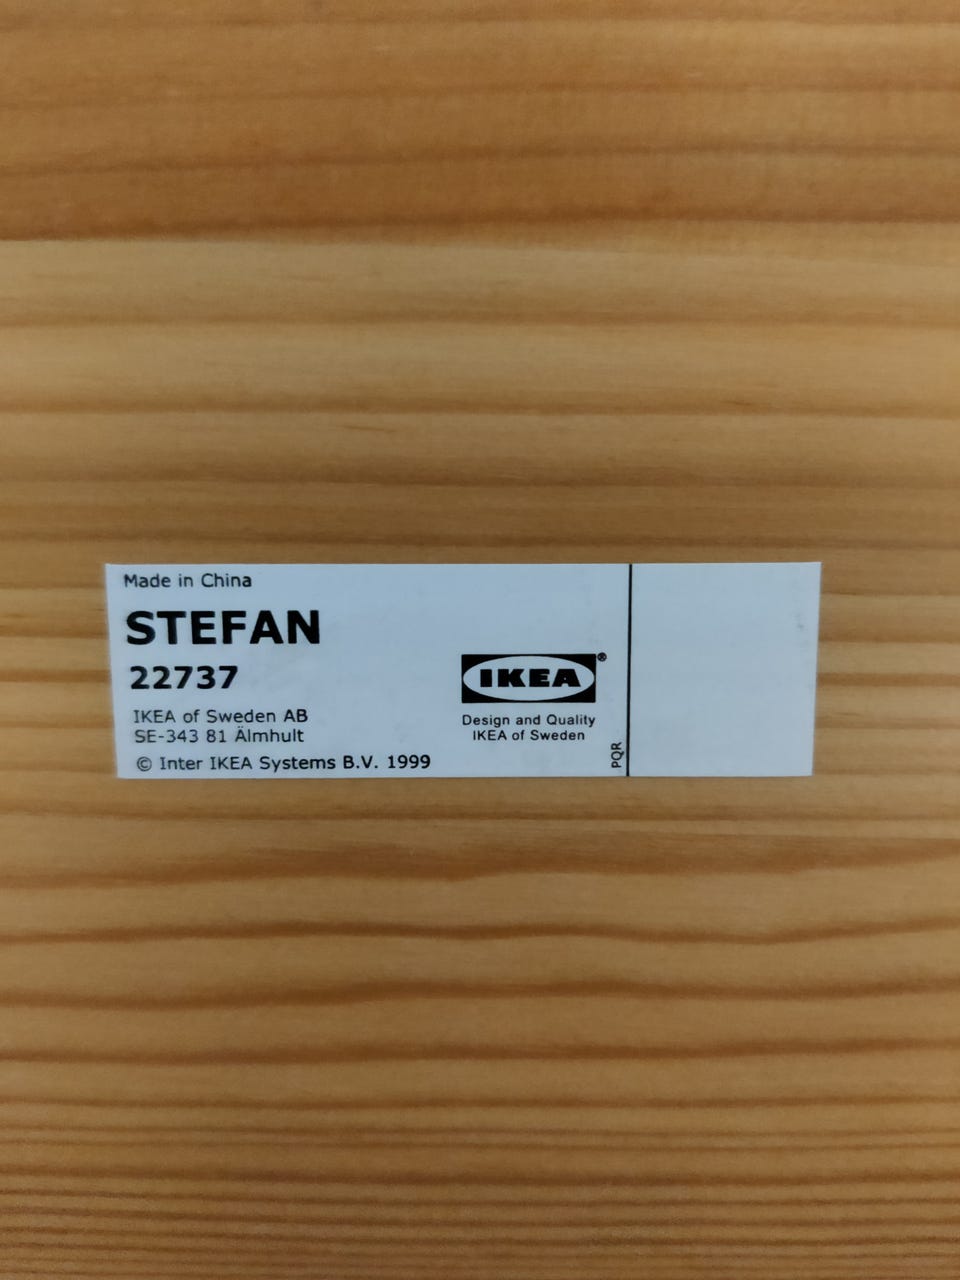 Made in China
STEFAN
22737
IKEA of Sweden AB
SE-343 81 Älmhult
© Inter IKEA Systems B.V. 1999
IKEA®
Design and Quality
IKEA of Sweden
PQR